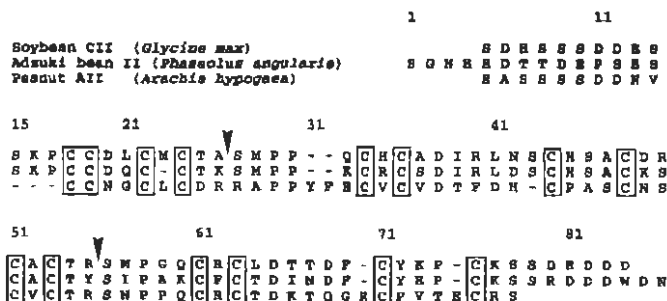 1 11
Soybean CII (Glycine max) S D H S S S D D E S
Adzuki bean II (Phaseolus angularis) S G H H R D T T D E P S E S
Peanut AII (Arachis hypogaea) E A S S S S D D N V
15 21 31 41
S K P C C D L C M C T A S M P P - - Q C H C A D I R L N S C H S A C D R
S K P C C D Q C - C T K S M P P - - K C R C S D I R L D S C H S A C K S
- - - C C N G C L C D R R A P P Y F E C V C V D T F D H - C P A S C N S
51 61 71 81
C A C T R S M P G Q C R C L D T T D F - C Y K P - C K S S D R D D D
C A C T Y S I P A K C F C T D I N D F - C Y E P - C K S S R D D D W D N
C V C T R S N P P Q C R C T D K T Q G R C P V T E C R S